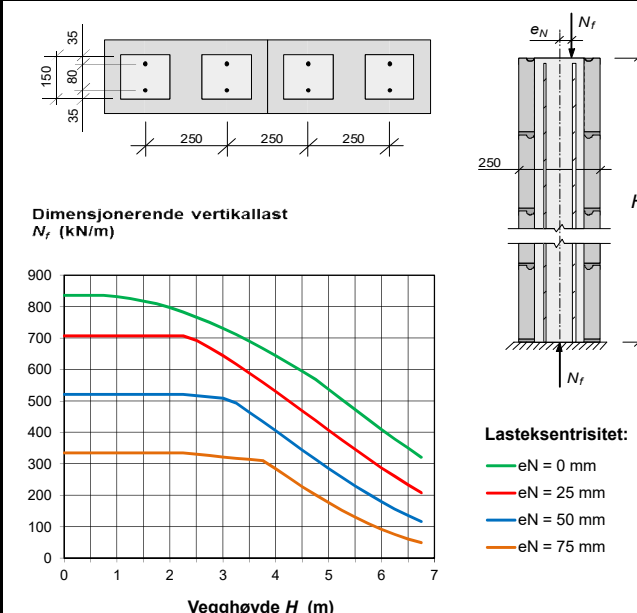 35
150
80
35
250
250
250
e_N
N_f
250
H
N_f
Dimensjonerende vertikallast
N_f (kN/m)
900
800
700
600
500
400
300
200
100
0
0 1 2 3 4 5 6 7
Vegghøyde H (m)
Lasteksentrisitet:
eN = 0 mm
eN = 25 mm
eN = 50 mm
eN = 75 mm